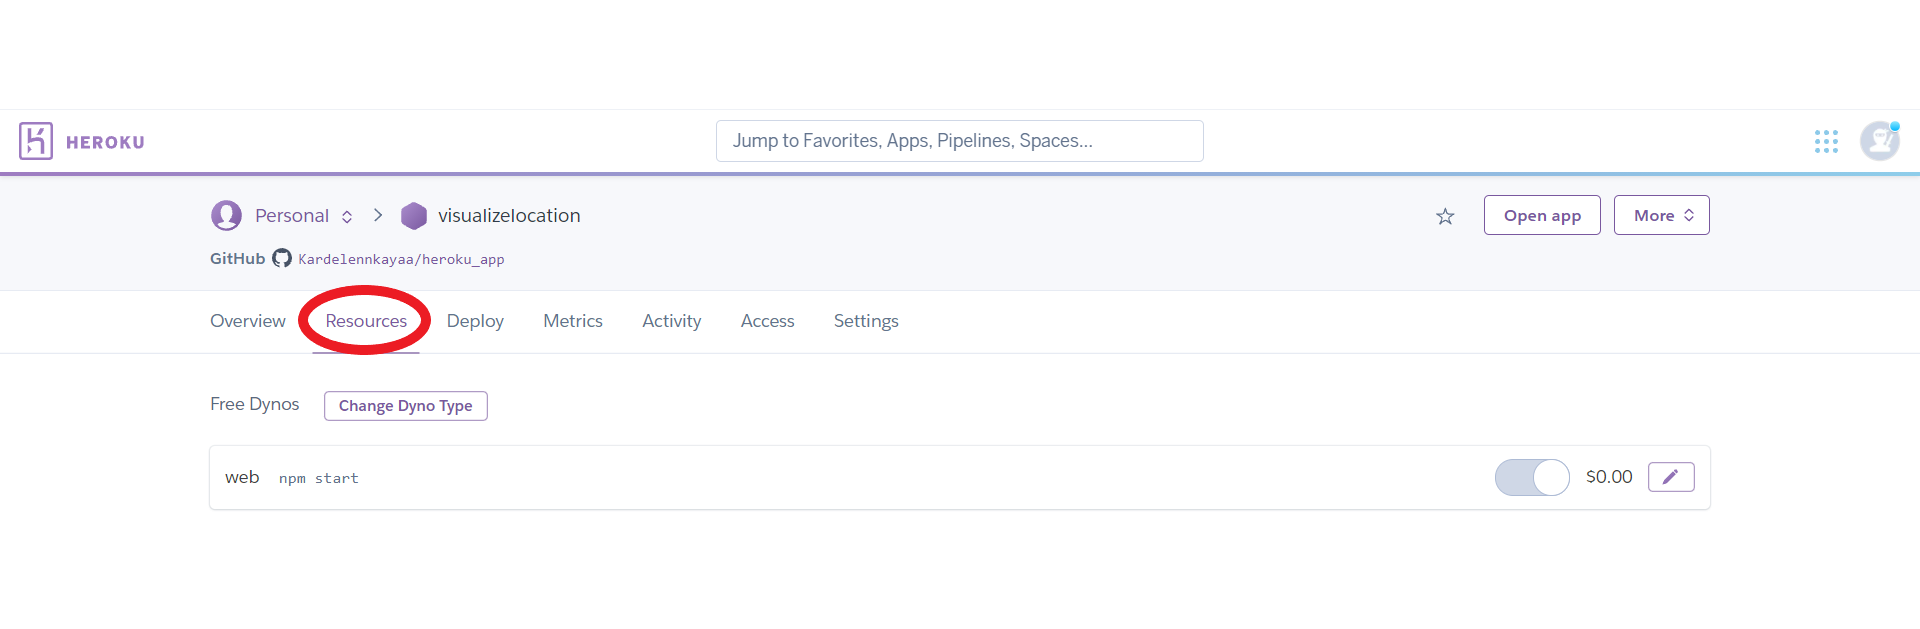 HEROKU
Jump to Favorites, Apps, Pipelines, Spaces...
Personal visualizelocation
Open app
More
GitHub Kardelennkayaa/heroku_app
Overview Resources Deploy Metrics Activity Access Settings
Free Dynos Change Dyno Type
web npm start $0.00